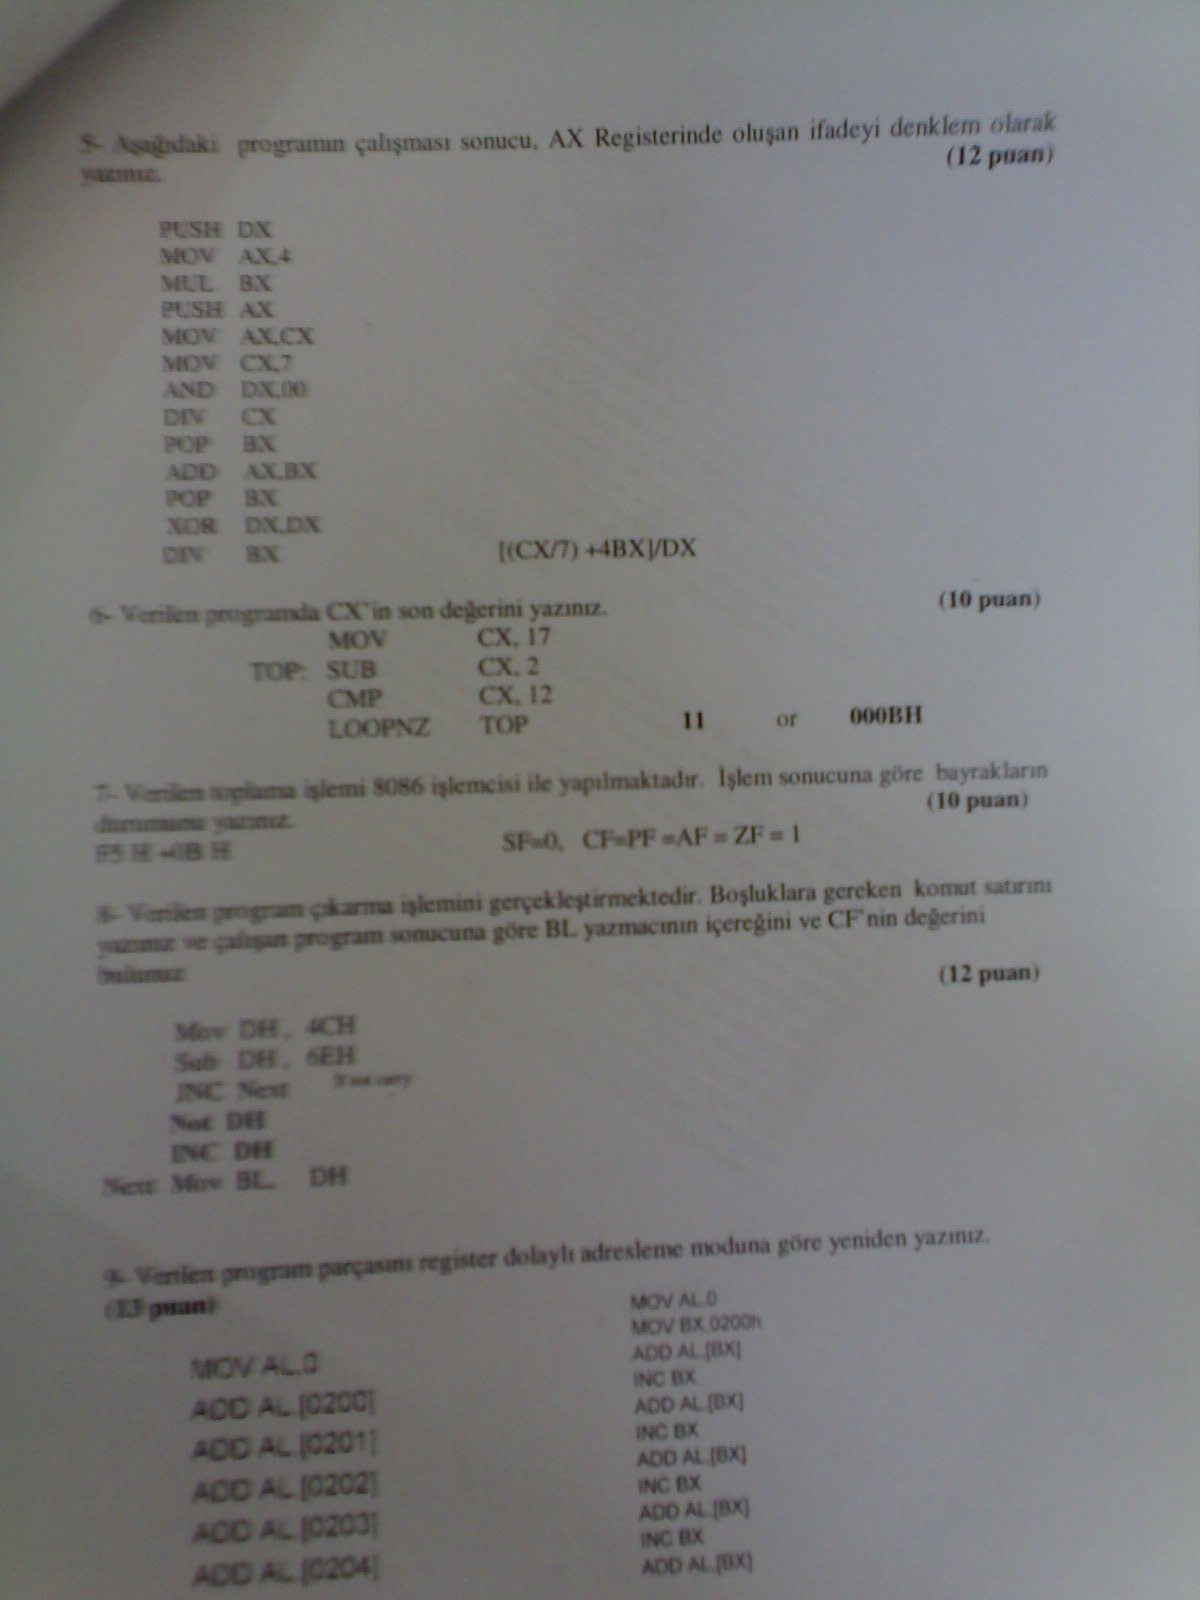 5- Aşağıdaki programın çalışması sonucu, AX Registerinde oluşan ifadeyi denklem olarak
yazınız. (12 puan)
PUSH DX
MOV AX,4
MUL BX
PUSH AX
MOV AX,CX
MOV CX,7
AND DX,00
DIV CX
POP BX
ADD AX,BX
POP BX
XOR DX,DX
DIV BX [(CX/7) +4BX]/DX
6- Verilen programda CX'in son değerini yazınız. (10 puan)
MOV CX, 17
TOP: SUB CX, 2
CMP CX, 12
LOOPNZ TOP 11 or 000BH
7- Verilen toplama işlemi 8086 işlemcisi ile yapılmaktadır. İşlem sonucuna göre bayrakların
durumunu yazınız. (10 puan)
F5 H +0B H SF=0, CF=PF =AF = ZF = 1
8- Verilen program çıkarma işlemini gerçekleştirmektedir. Boşluklara gereken komut satırını
yazınız ve çalışan program sonucuna göre BL yazmacının içereğini ve CF'nin değerini
bulunuz. (12 puan)
Mov DH , 4CH
Sub DH , 6EH
JNC Next If not carry
Not DH
INC DH
Next: Mov BL, DH
9- Verilen program parçasını register dolaylı adresleme moduna göre yeniden yazınız.
(13 puan)
MOV AL,0
ADD AL,[0200]
ADD AL,[0201]
ADD AL,[0202]
ADD AL,[0203]
ADD AL,[0204]
MOV AL,0
MOV BX,0200h
ADD AL,[BX]
INC BX
ADD AL,[BX]
INC BX
ADD AL,[BX]
INC BX
ADD AL,[BX]
INC BX
ADD AL,[BX]